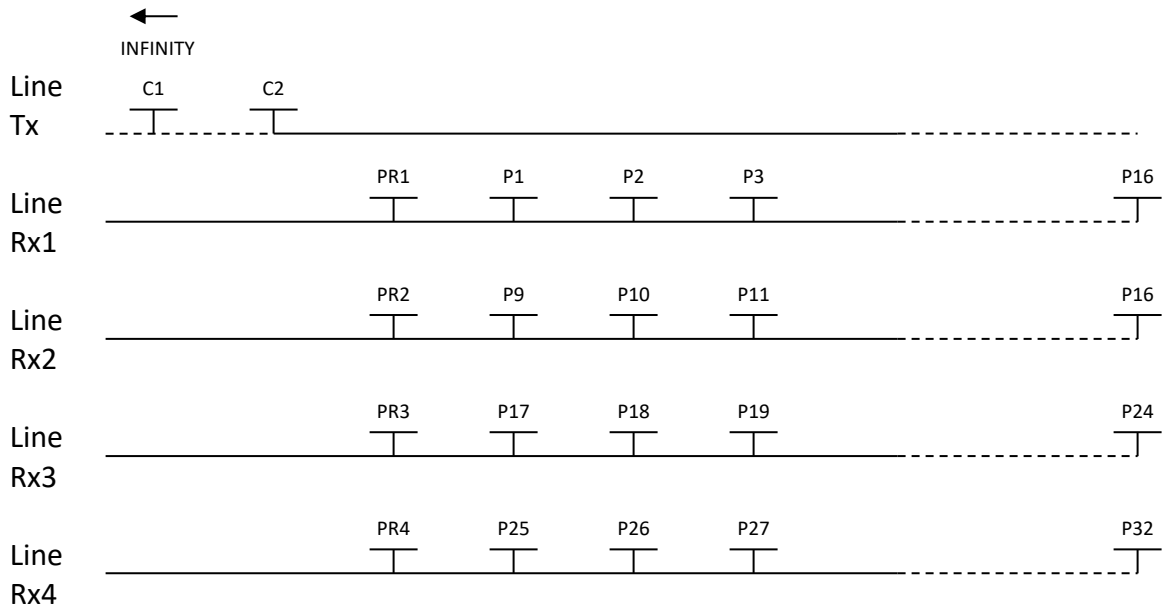 INFINITY
Line Tx
C1 C2
Line Rx1
PR1 P1 P2 P3 P16
Line Rx2
PR2 P9 P10 P11 P16
Line Rx3
PR3 P17 P18 P19 P24
Line Rx4
PR4 P25 P26 P27 P32